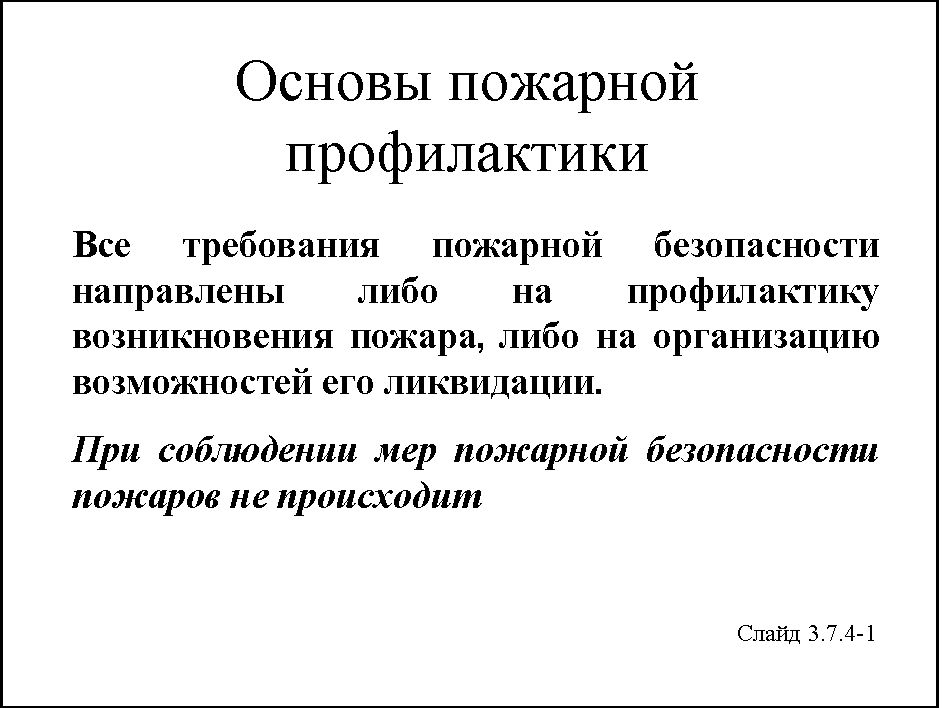 Основы пожарной
профилактики
Все требования пожарной безопасности
направлены либо на профилактику
возникновения пожара, либо на организацию
возможностей его ликвидации.
При соблюдении мер пожарной безопасности
пожаров не происходит
Слайд 3.7.4-1